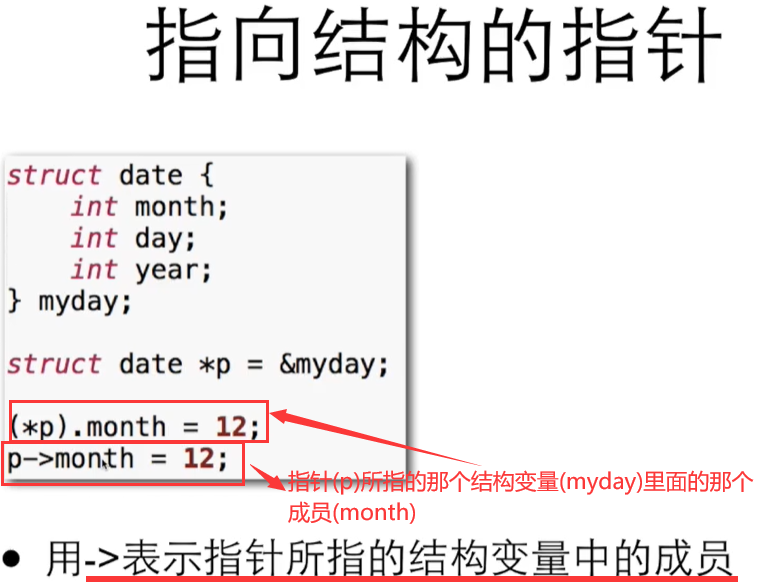 指向结构的指针
struct date {
    int month;
    int day;
    int year;
} myday;
struct date *p = &myday;
(*p).month = 12;
p->month = 12;
指针(p)所指的那个结构变量(myday)里面的那个
成员(month)
● 用->表示指针所指的结构变量中的成员